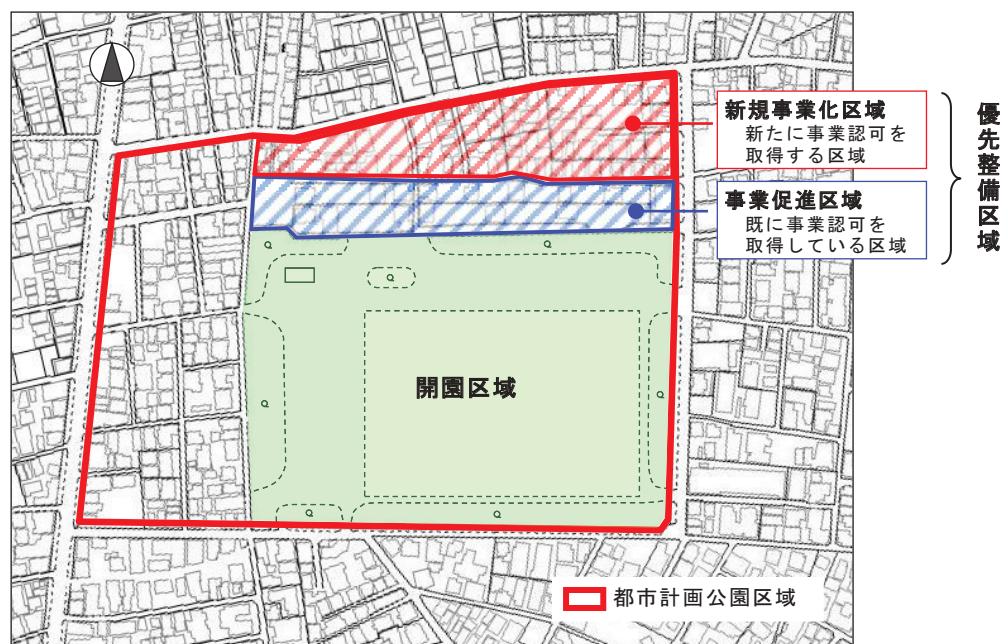 新規事業化区域
新たに事業認可を
取得する区域
事業促進区域
既に事業認可を
取得している区域
優先整備区域
開園区域
都市計画公園区域